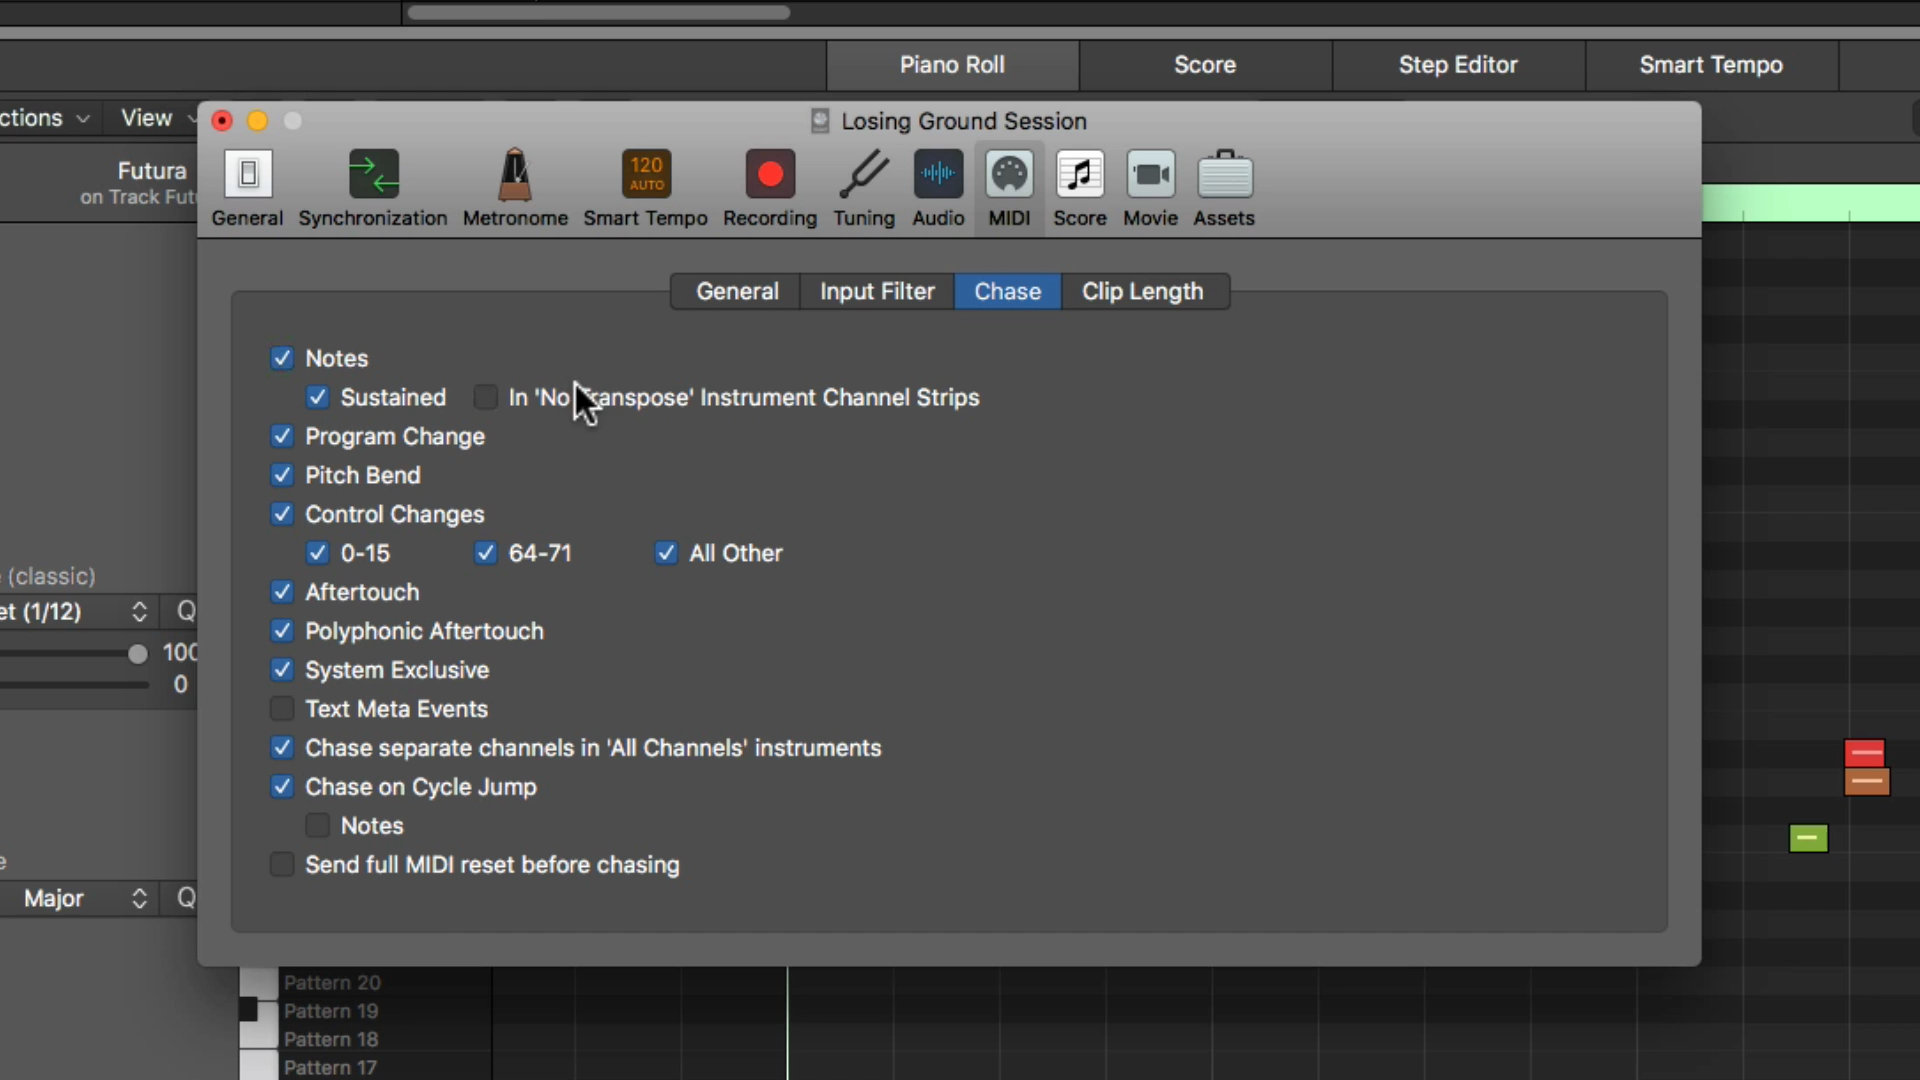 Piano Roll Score Step Editor Smart Tempo
ctions View
Losing Ground Session
120
AUTO
General Synchronization Metronome Smart Tempo Recording Tuning Audio MIDI Score Movie Assets
Futura
on Track Fut
General Input Filter Chase Clip Length
Notes
Sustained In 'No Transpose' Instrument Channel Strips
Program Change
Pitch Bend
Control Changes
0-15 64-71 All Other
(classic)
Aftertouch
et (1/12) Q
Polyphonic Aftertouch
100
System Exclusive
0
Text Meta Events
Chase separate channels in 'All Channels' instruments
Chase on Cycle Jump
Notes
e
Send full MIDI reset before chasing
Major Q
Pattern 20
Pattern 19
Pattern 18
Pattern 17